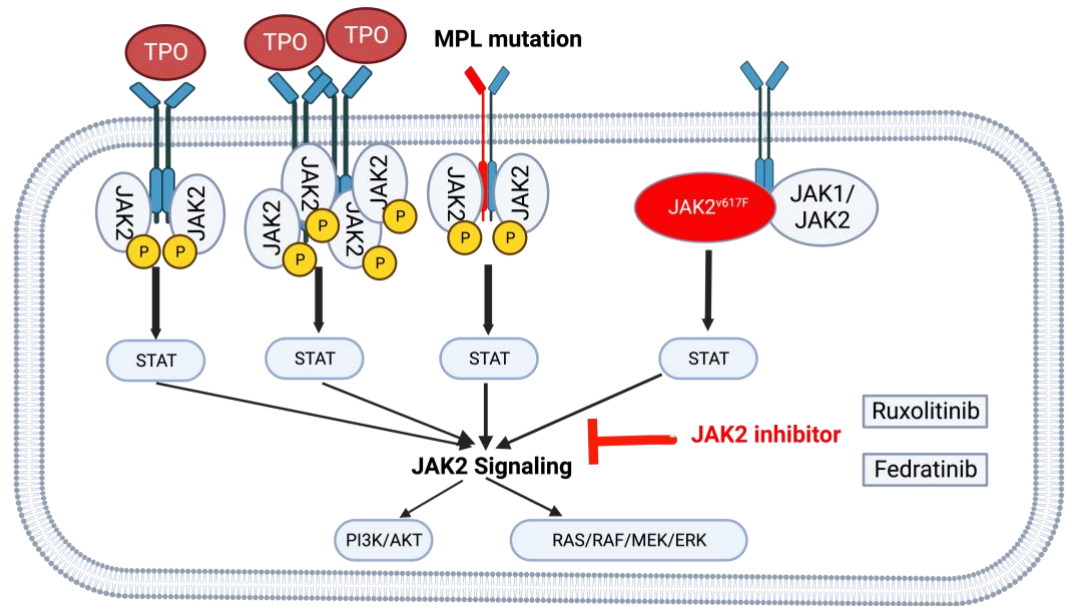 TPO
TPO
TPO
MPL mutation
JAK2
JAK2
P
P
JAK2
JAK2
JAK2
JAK2
P
P
P
P
JAK2
JAK2
P
P
JAK2v617F
JAK1/
JAK2
STAT
STAT
STAT
STAT
Ruxolitinib
JAK2 inhibitor
JAK2 Signaling
Fedratinib
PI3K/AKT
RAS/RAF/MEK/ERK